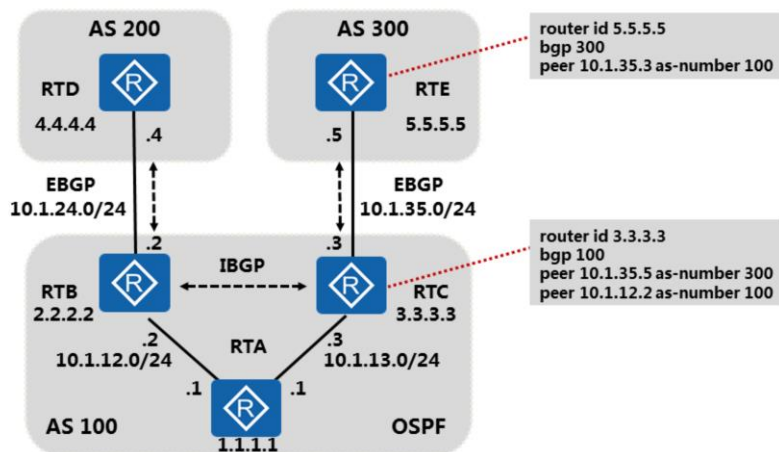 AS 200
AS 300
router id 5.5.5.5
bgp 300
peer 10.1.35.3 as-number 100
R
R
RTD
RTE
4.4.4.4
5.5.5.5
.4
.5
EBGP
10.1.24.0/24
EBGP
10.1.35.0/24
.2
.3
router id 3.3.3.3
bgp 100
peer 10.1.35.5 as-number 300
peer 10.1.12.2 as-number 100
R
IBGP
R
RTB
RTC
2.2.2.2
3.3.3.3
.2
RTA
.3
10.1.12.0/24
10.1.13.0/24
.1
R
.1
AS 100
OSPF
1.1.1.1